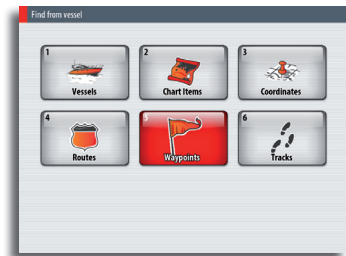 Find from vessel
1
Vessels
2
Chart Items
3
Coordinates
4
Routes
5
Waypoints
6
Tracks